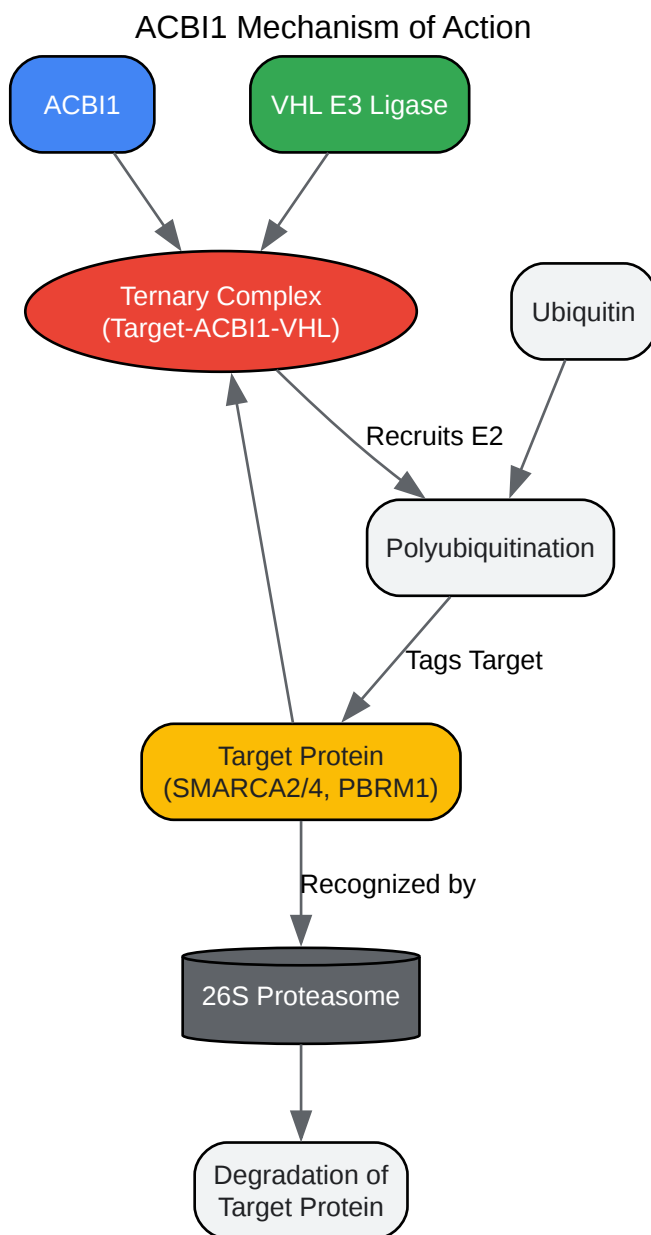 ACBI1 Mechanism of Action
ACBI1
VHL E3 Ligase
Ternary Complex
(Target-ACBI1-VHL)
Ubiquitin
Recruits E2
Polyubiquitination
Tags Target
Target Protein
(SMARCA2/4, PBRM1)
Recognized by
26S Proteasome
Degradation of
Target Protein